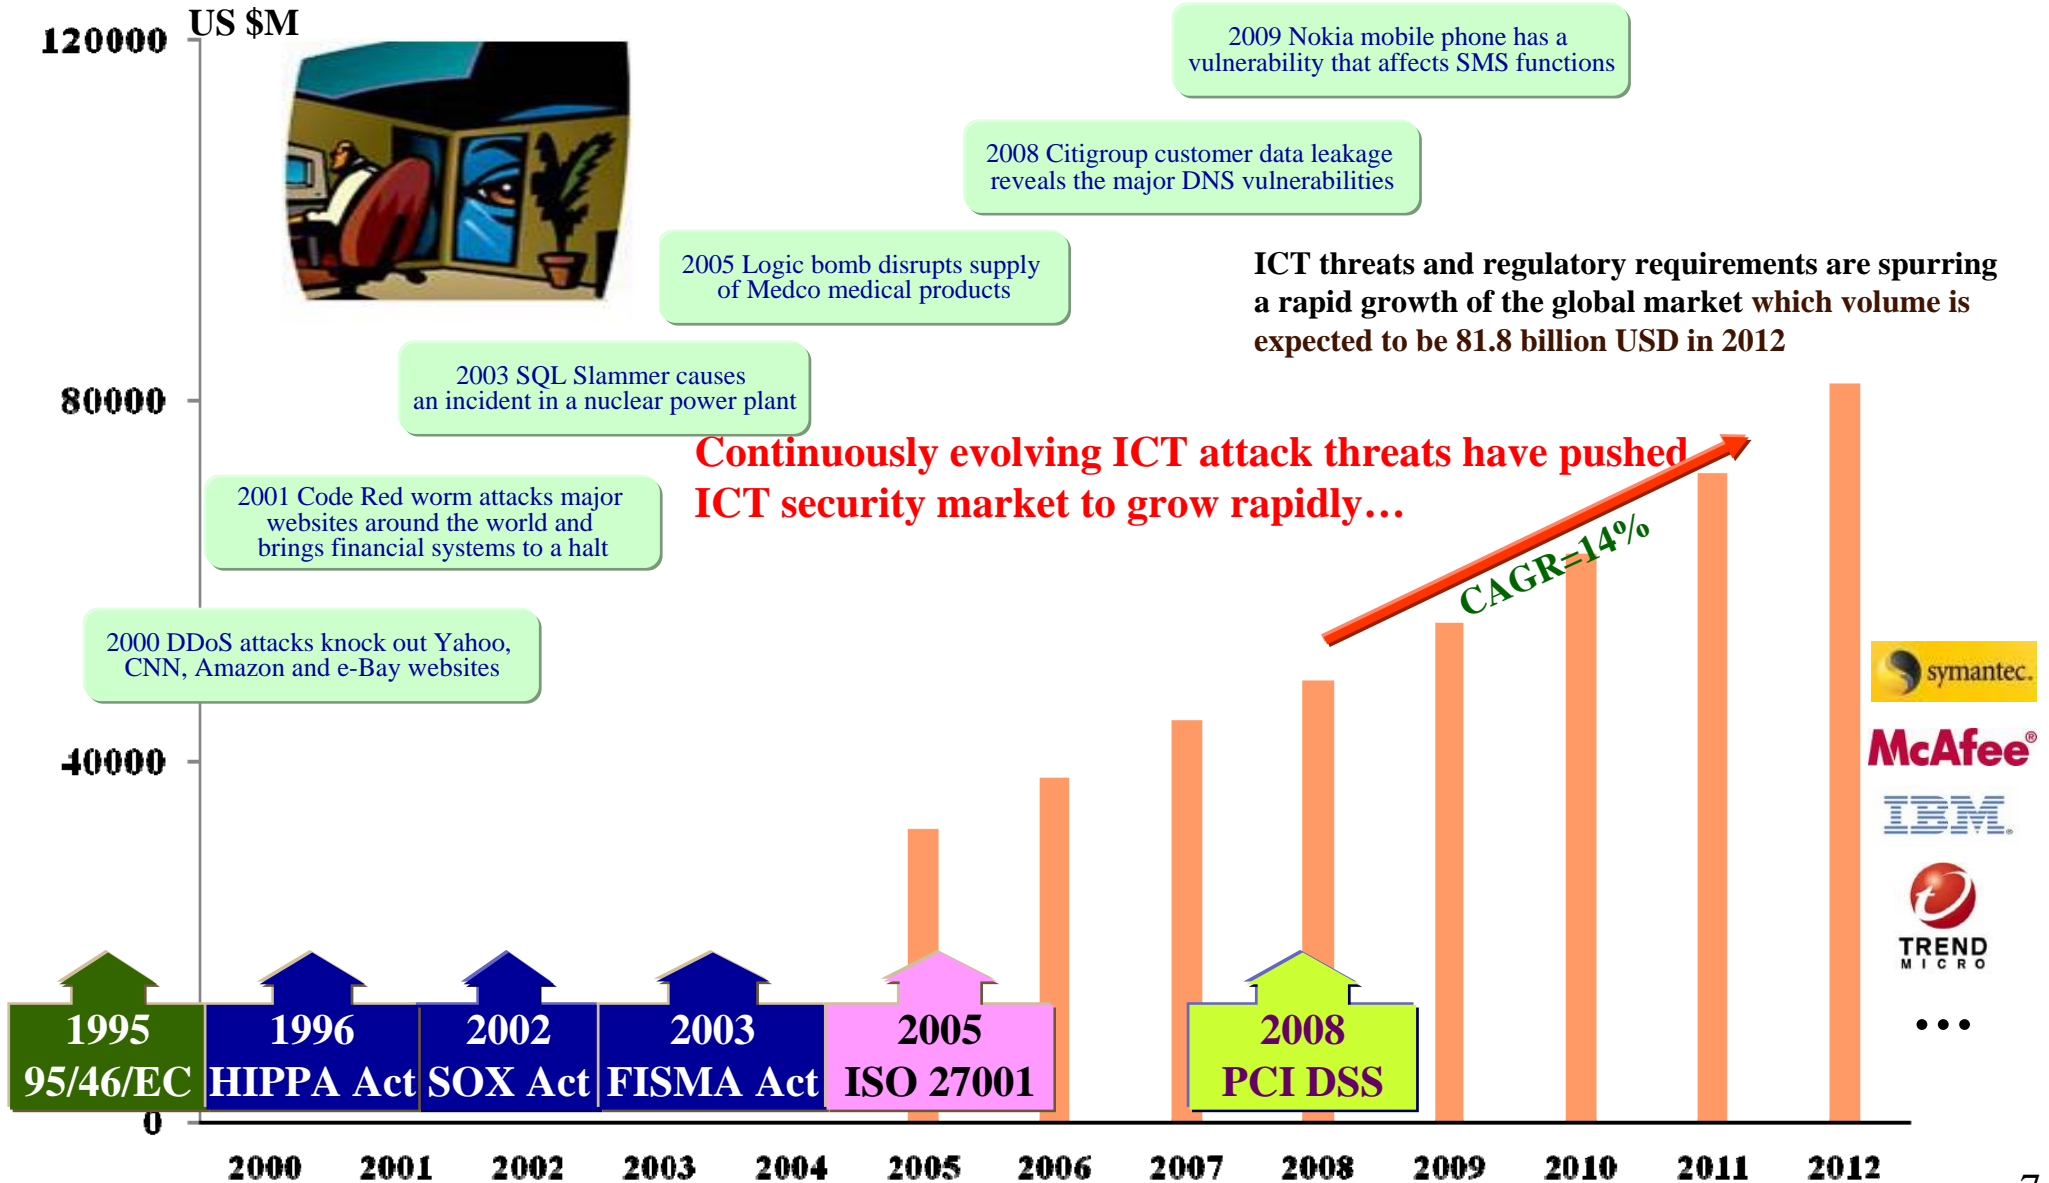 US $M
120000
80000
40000
0
2009 Nokia mobile phone has a
vulnerability that affects SMS functions
2008 Citigroup customer data leakage
reveals the major DNS vulnerabilities
2005 Logic bomb disrupts supply
of Medco medical products
ICT threats and regulatory requirements are spurring
a rapid growth of the global market which volume is
expected to be 81.8 billion USD in 2012
2003 SQL Slammer causes
an incident in a nuclear power plant
Continuously evolving ICT attack threats have pushed
ICT security market to grow rapidly…
2001 Code Red worm attacks major
websites around the world and
brings financial systems to a halt
CAGR=14%
2000 DDoS attacks knock out Yahoo,
CNN, Amazon and e-Bay websites
symantec.
McAfee®
IBM®
TREND
MICRO
...
1995
95/46/EC
1996
HIPPA Act
2002
SOX Act
2003
FISMA Act
2005
ISO 27001
2008
PCI DSS
2000 2001 2002 2003 2004 2005 2006 2007 2008 2009 2010 2011 2012
7